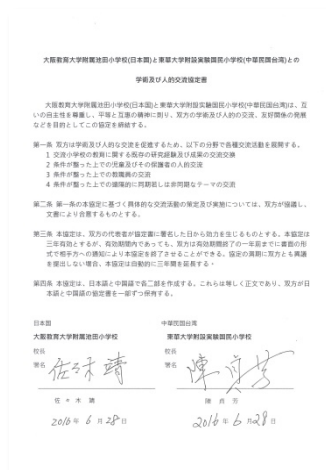 大阪教育大学附属池田小学校(日本国)と東華大学附設実験国民小学校(中華民国台湾)との
学術及び人的交流協定書
大阪教育大学附属池田小学校(日本国)と東華大学附設実験国民小学校(中華民国台湾)は、互
いの自主性を尊重し、平等と互恵の精神に則り、双方の学術及び人的の交流、友好関係の発展
などを目的としてこの協定を締結する。
第一条 双方は学術及び人的な交流を促進するため、以下の分野で各種交流活動を展開する。
1 交流小学校の教育に関する既存の研究経験及び成果の交流交換
2 条件が整った上での児童及びその保護者の人的交流
3 条件が整った上での教職員の交流
4 条件が整った上での遠隔的に同期若しは非同期なテーマの交流
第二条 第一条の本協定に基づく具体的な交流活動の策定及び実施については、双方が協議し、
文書により合意するものとする。
第三条 本協定は、双方の代表者が協定書に署名した日から効力を生じるものとする。本協定は
三年有効とするが、有効期間内であっても、双方は有効期間終了の一年前までに書面の形
式で相手方への通知により本協定を終了させることができる。協定の満期に双方とも異議
を提出しない場合、本協定は自動的に三年間を延長する。
第四条 本協定は、日本語と中国語で各二部を作成する。これらは等しく正文であり、双方が日
本語と中国語の協定書を一部ずつ保有する。
日本国 中華民国台湾
大阪教育大学附属池田小学校 東華大学附設実験国民小学校
校長 校長
署名 佐々木靖 署名 陳貞芳
佐々木靖 陳貞芳
2016年6月28日 2016年6月28日